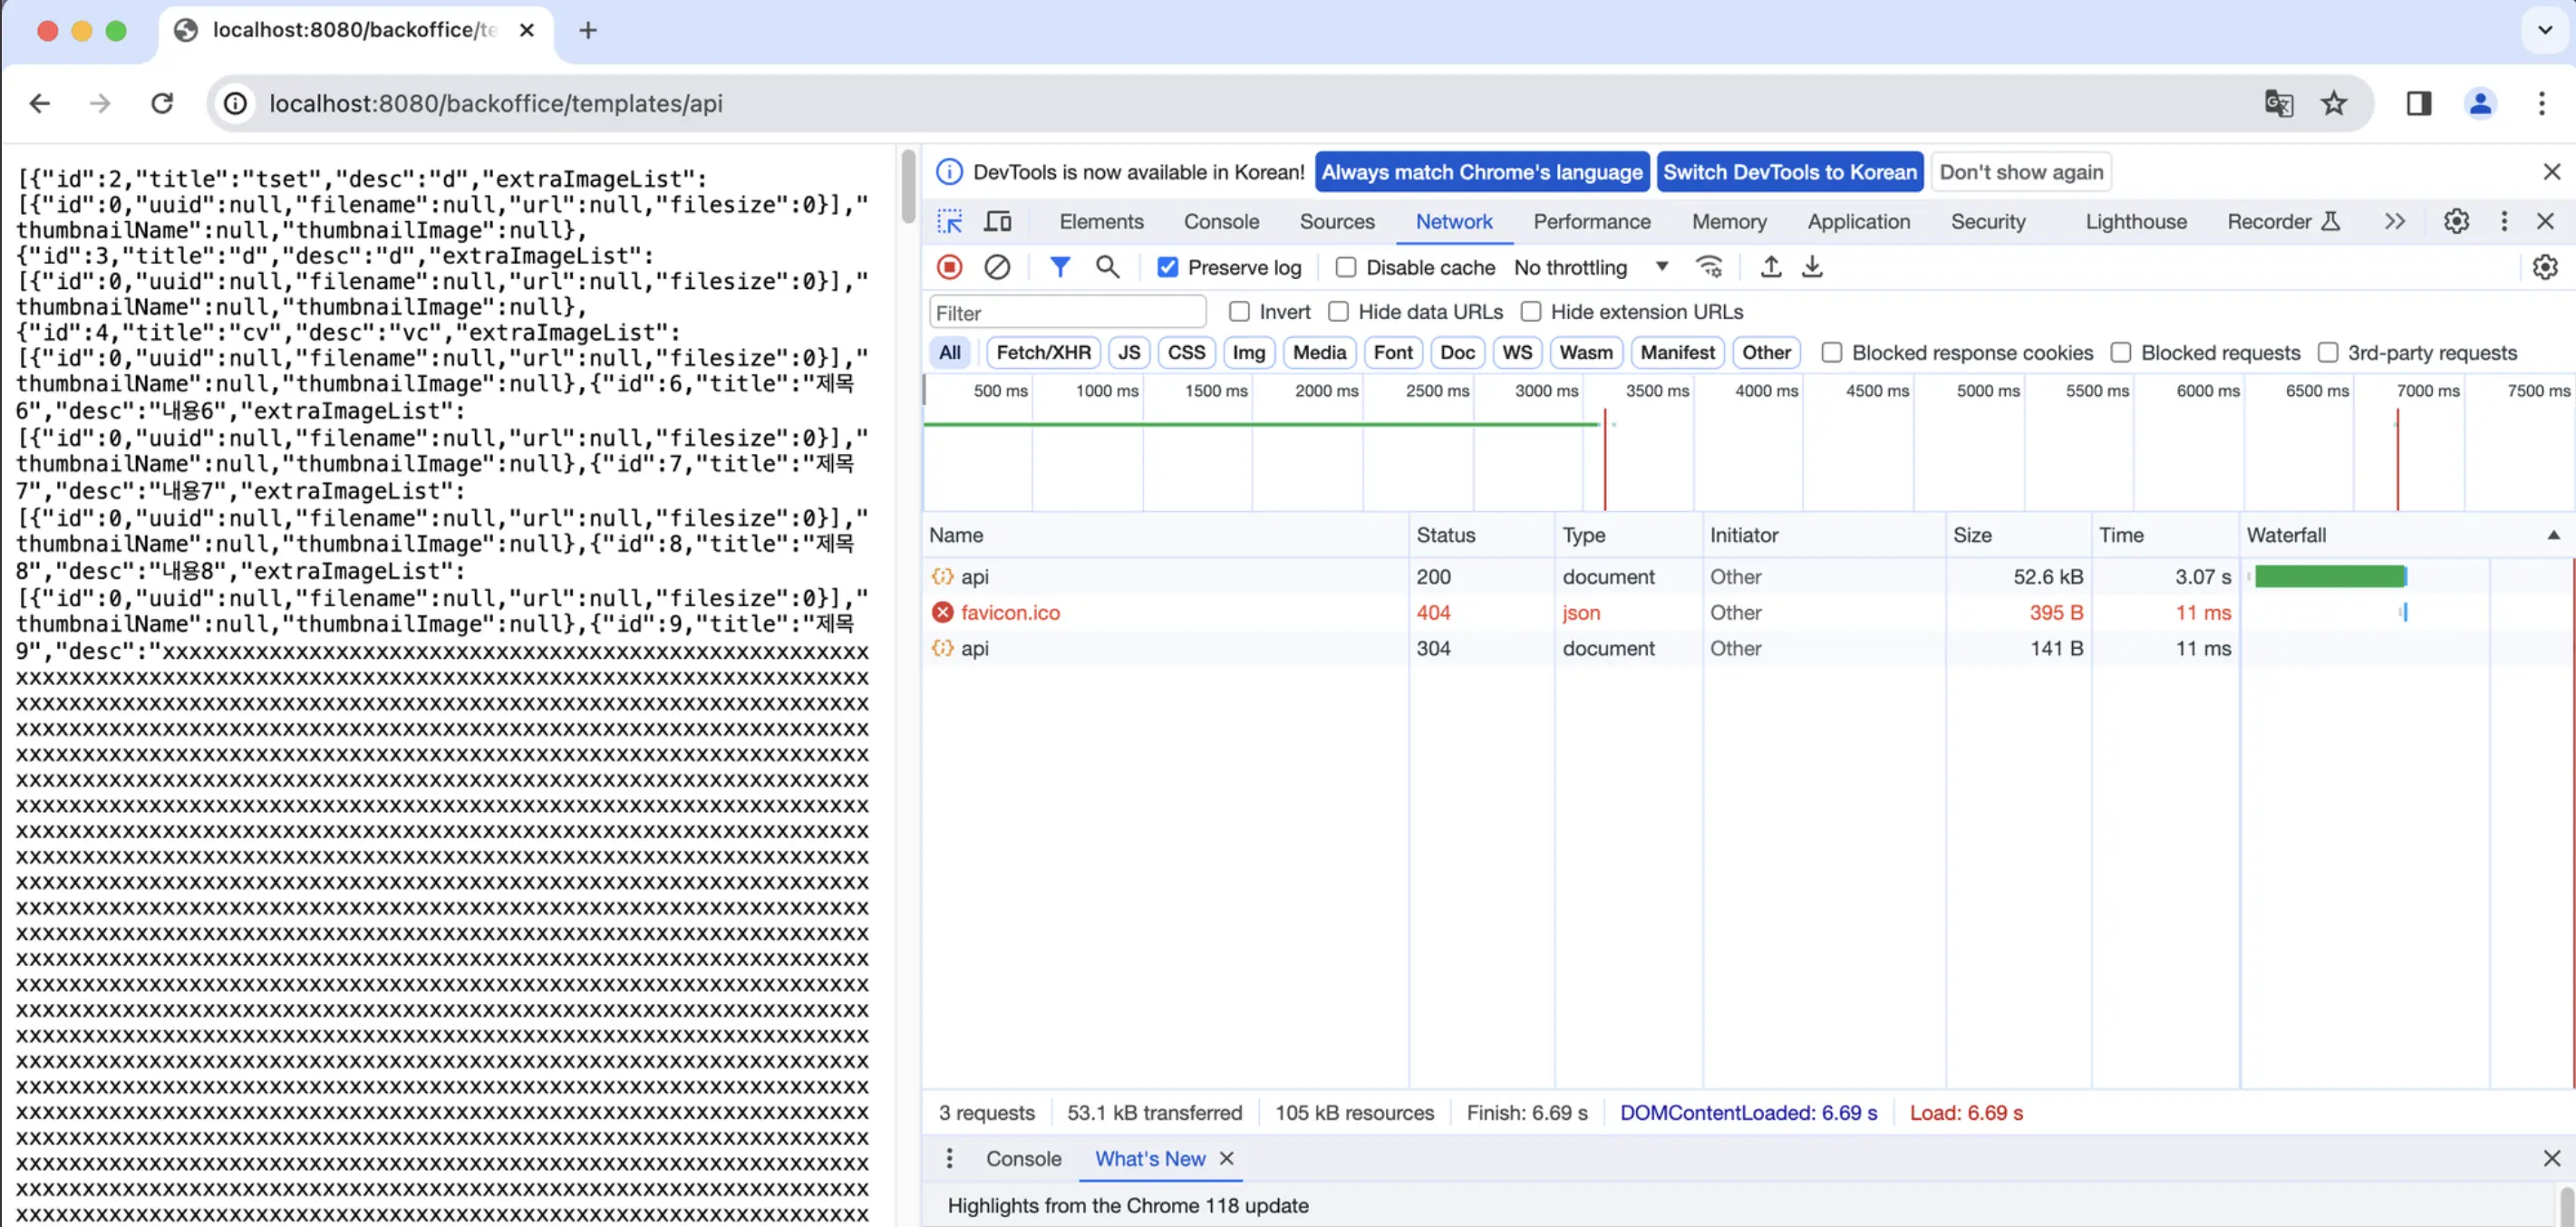 localhost:8080/backoffice/te
localhost:8080/backoffice/templates/api
[{"id":2,"title":"tset","desc":"d","extraImageList":
[{"id":0,"uuid":null,"filename":null,"url":null,"filesize":0}],"
thumbnailName":null,"thumbnailImage":null},
{"id":3,"title":"d","desc":"d","extraImageList":
[{"id":0,"uuid":null,"filename":null,"url":null,"filesize":0}],"
thumbnailName":null,"thumbnailImage":null},
{"id":4,"title":"cv","desc":"vc","extraImageList":
[{"id":0,"uuid":null,"filename":null,"url":null,"filesize":0}],"
thumbnailName":null,"thumbnailImage":null},{"id":6,"title":"제목
6","desc":"내용6","extraImageList":
[{"id":0,"uuid":null,"filename":null,"url":null,"filesize":0}],"
thumbnailName":null,"thumbnailImage":null},{"id":7,"title":"제목
7","desc":"내용7","extraImageList":
[{"id":0,"uuid":null,"filename":null,"url":null,"filesize":0}],"
thumbnailName":null,"thumbnailImage":null},{"id":8,"title":"제목
8","desc":"내용8","extraImageList":
[{"id":0,"uuid":null,"filename":null,"url":null,"filesize":0}],"
thumbnailName":null,"thumbnailImage":null},{"id":9,"title":"제목
9","desc":"xxxxxxxxxxxxxxxxxxxxxxxxxxxxxxxxxxxxxxxxxxxxxxxxxxxxx
DevTools is now available in Korean! Always match Chrome's language Switch DevTools to Korean Don't show again
Elements Console Sources Network Performance Memory Application Security Lighthouse Recorder
Preserve log Disable cache No throttling
Filter Invert Hide data URLs Hide extension URLs
All Fetch/XHR JS CSS Img Media Font Doc WS Wasm Manifest Other Blocked response cookies Blocked requests 3rd-party requests
500 ms 1000 ms 1500 ms 2000 ms 2500 ms 3000 ms 3500 ms 4000 ms 4500 ms 5000 ms 5500 ms 6000 ms 6500 ms 7000 ms 7500 ms
Name Status Type Initiator Size Time Waterfall
api 200 document Other 52.6 kB 3.07 s
favicon.ico 404 json Other 395 B 11 ms
api 304 document Other 141 B 11 ms
3 requests 53.1 kB transferred 105 kB resources Finish: 6.69 s DOMContentLoaded: 6.69 s Load: 6.69 s
Console What's New
Highlights from the Chrome 118 update